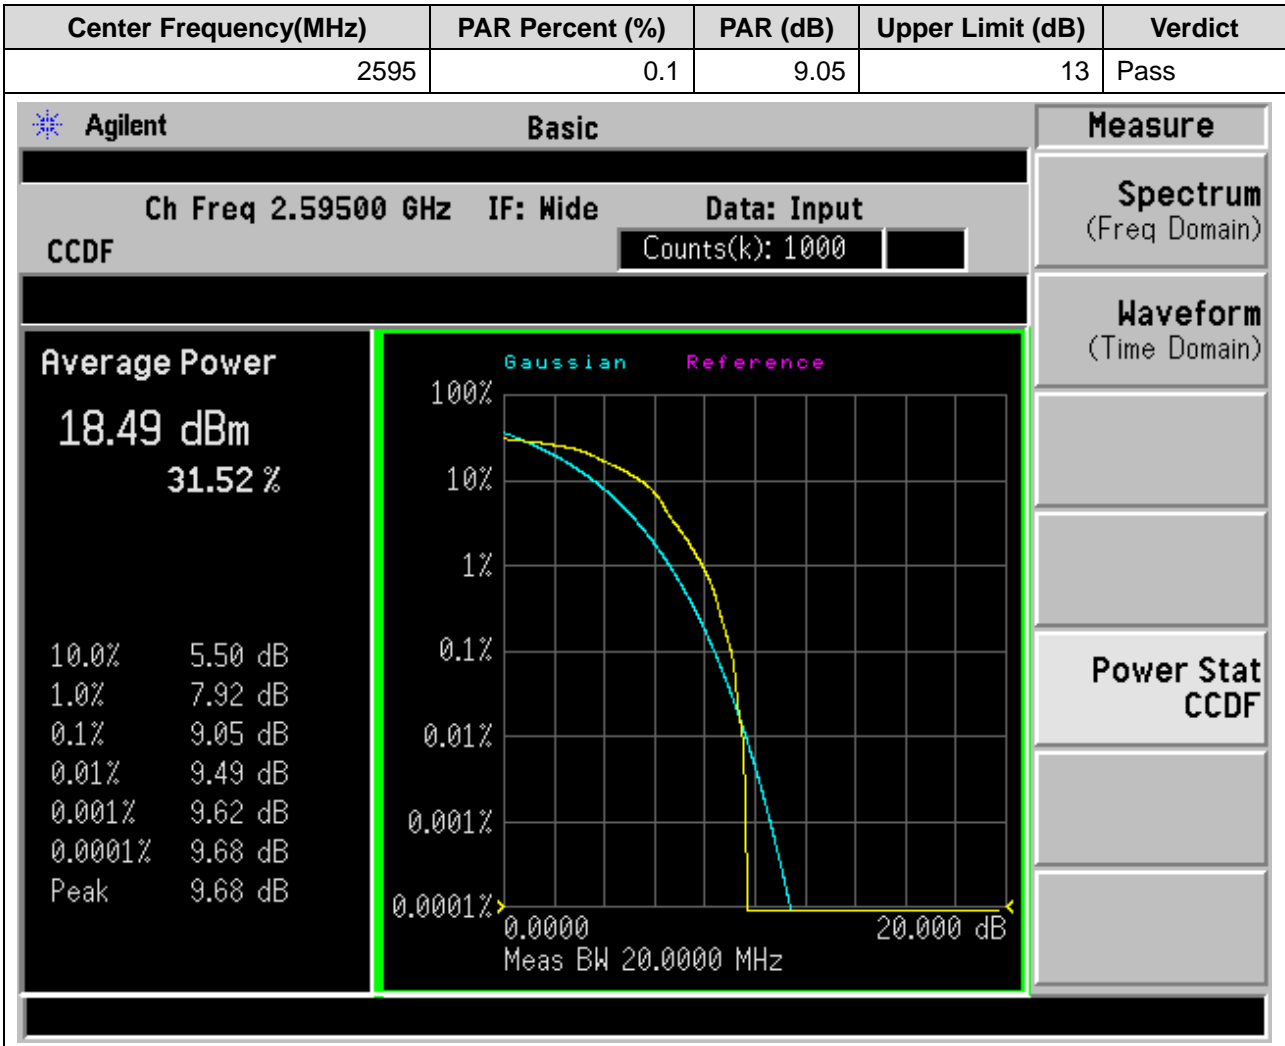 Center Frequency(MHz) PAR Percent (%) PAR (dB) Upper Limit (dB) Verdict
2595 0.1 9.05 13 Pass
Agilent Basic Measure
Ch Freq 2.59500 GHz IF: Wide Data: Input
CCDF Counts(k): 1000
Spectrum
(Freq Domain)
Waveform
(Time Domain)
Power Stat
CCDF
Average Power
18.49 dBm
31.52 %
10.0% 5.50 dB
1.0% 7.92 dB
0.1% 9.05 dB
0.01% 9.49 dB
0.001% 9.62 dB
0.0001% 9.68 dB
Peak 9.68 dB
Gaussian Reference
100%
10%
1%
0.1%
0.01%
0.001%
0.0001%
0.0000 20.000 dB
Meas BW 20.0000 MHz